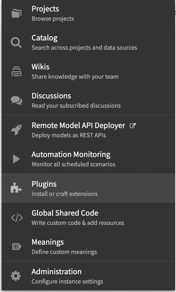 Projects
Browse projects
Catalog
Search across projects and data sources
Wikis
Share knowledge with your team
Discussions
Read your subscribed discussions
Remote Model API Deployer
Deploy models as REST APIs
Automation Monitoring
Monitor all scheduled scenarios
Plugins
Install or craft extensions
Global Shared Code
Write custom code & add resources
Meanings
Define custom meanings
Administration
Configure instance settings